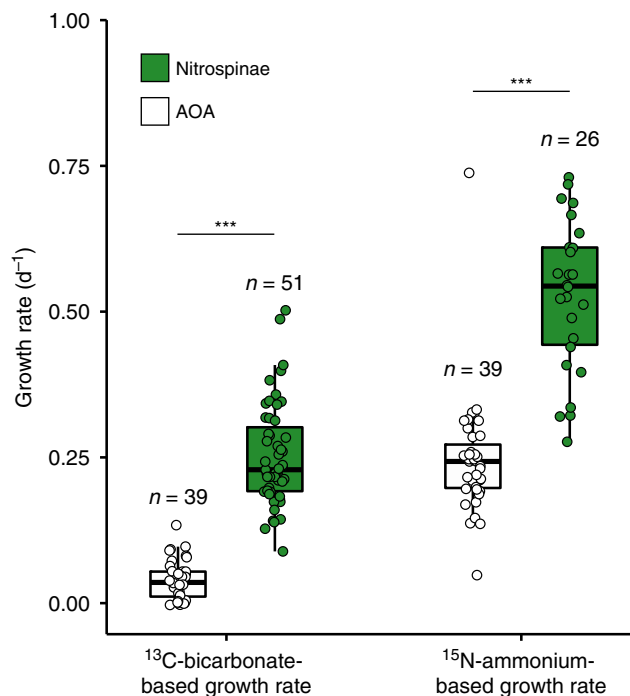 1.00
Nitrospinae
AOA
***
n = 26
0.75
***
n = 51
Growth rate (d⁻¹)
0.50
n = 39
0.25
n = 39
0.00
¹³C-bicarbonate-
based growth rate
¹⁵N-ammonium-
based growth rate